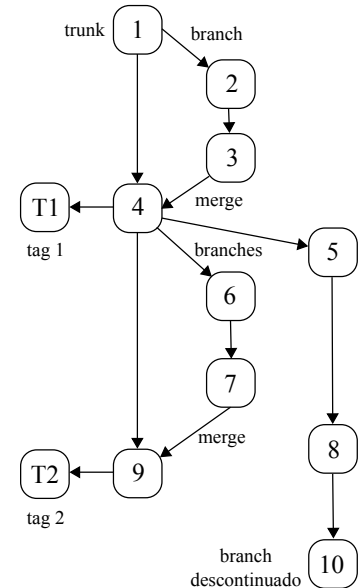 trunk
1
branch
2
3
merge
T1
4
tag 1
branches
5
6
7
merge
8
T2
9
tag 2
branch
descontinuado
10